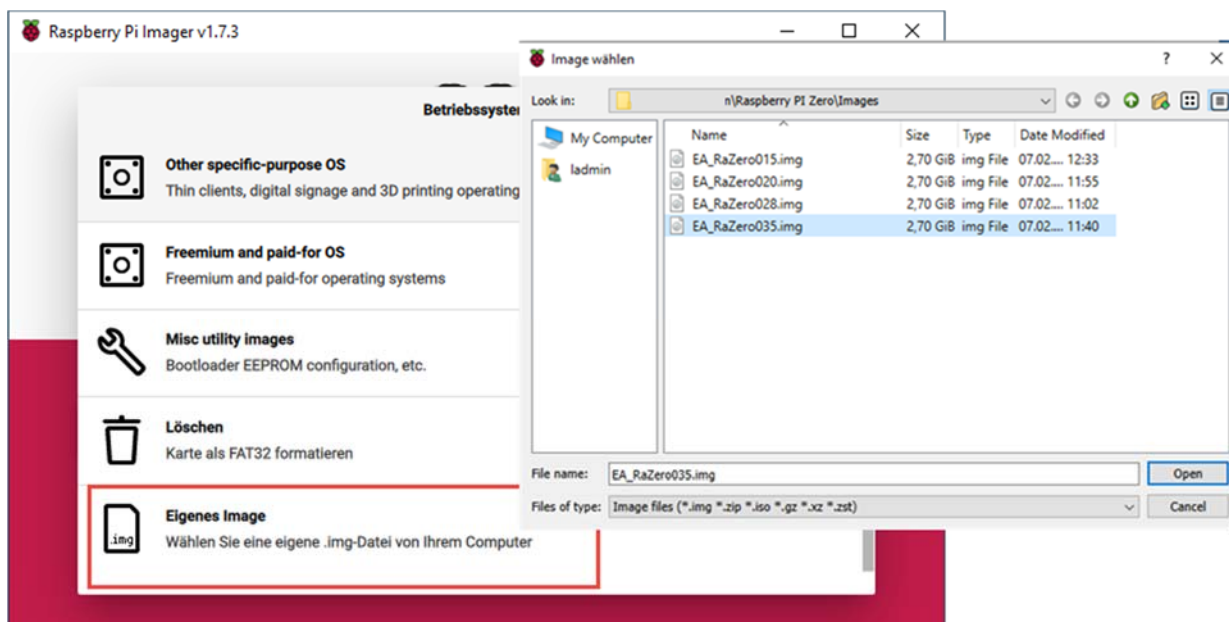 Raspberry Pi Imager v1.7.3
Betriebssyste
Other specific-purpose OS
Thin clients, digital signage and 3D printing operating
Freemium and paid-for OS
Freemium and paid-for operating systems
Misc utility images
Bootloader EEPROM configuration, etc.
Löschen
Karte als FAT32 formatieren
.img
Eigenes Image
Wählen Sie eine eigene .img-Datei von Ihrem Computer
Image wählen
Look in: n\Raspberry PI Zero\Images
My Computer
ladmin
Name Size Type Date Modified
EA_RaZero015.img 2,70 GiB img File 07.02.... 12:33
EA_RaZero020.img 2,70 GiB img File 07.02.... 11:55
EA_RaZero028.img 2,70 GiB img File 07.02.... 11:02
EA_RaZero035.img 2,70 GiB img File 07.02.... 11:40
File name: EA_RaZero035.img Open
Files of type: Image files (*.img *.zip *.iso *.gz *.xz *.zst) Cancel